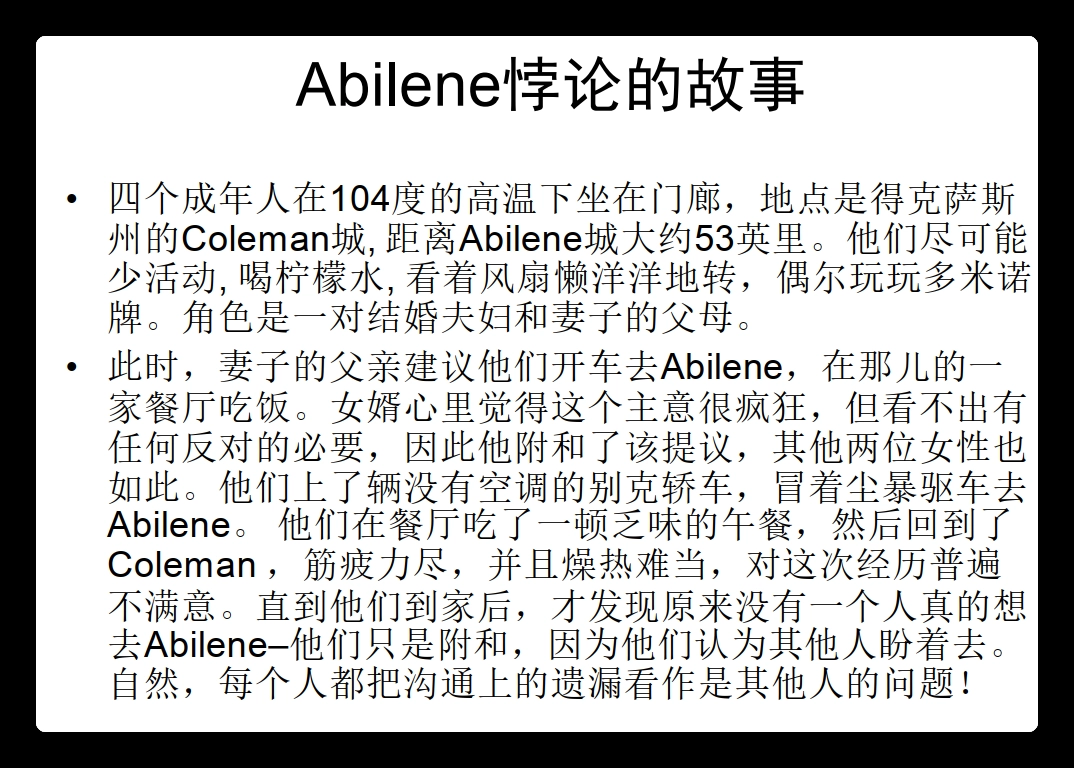 Abilene悖论的故事
• 四个成年人在104度的高温下坐在门廊，地点是得克萨斯
州的Coleman城, 距离Abilene城大约53英里。他们尽可能
少活动, 喝柠檬水, 看着风扇懒洋洋地转，偶尔玩玩多米诺
牌。角色是一对结婚夫妇和妻子的父母。
• 此时，妻子的父亲建议他们开车去Abilene，在那儿的一
家餐厅吃饭。女婿心里觉得这个主意很疯狂，但看不出有
任何反对的必要，因此他附和了该提议，其他两位女性也
如此。他们上了辆没有空调的别克轿车，冒着尘暴驱车去
Abilene。 他们在餐厅吃了一顿乏味的午餐，然后回到了
Coleman ，筋疲力尽，并且燥热难当，对这次经历普遍
不满意。直到他们到家后，才发现原来没有一个人真的想
去Abilene–他们只是附和，因为他们认为其他人盼着去。
自然，每个人都把沟通上的遗漏看作是其他人的问题！